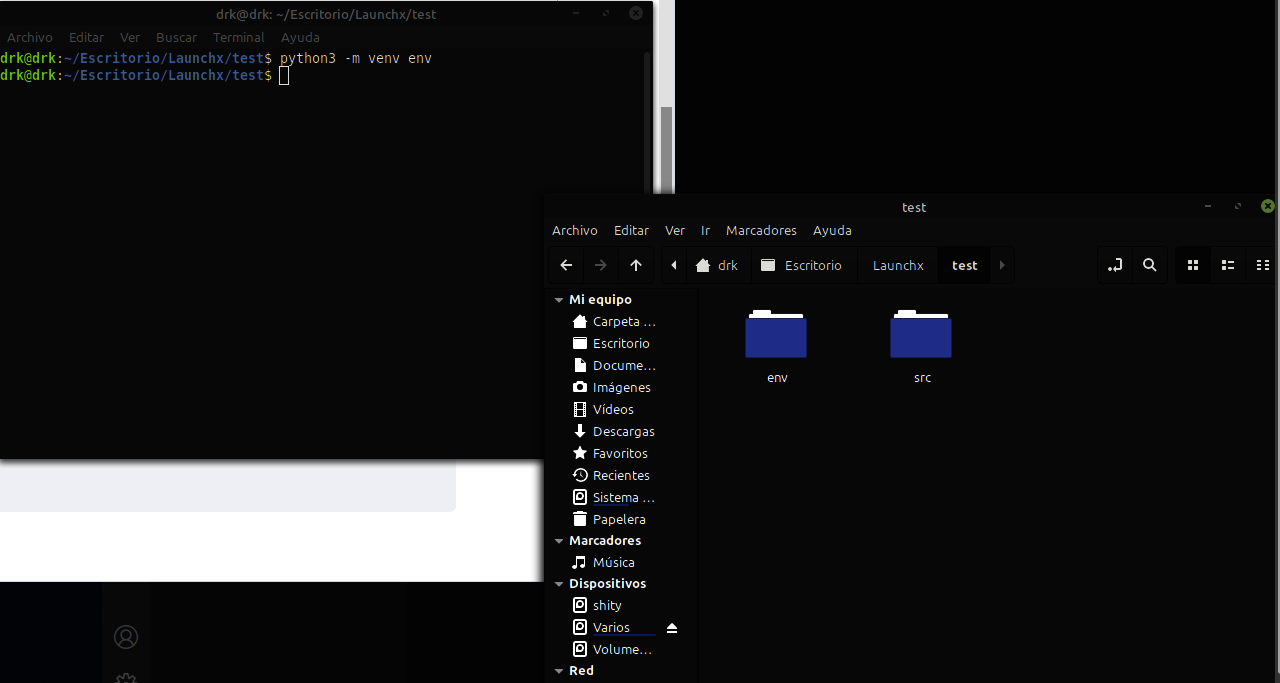 drk@drk: ~/Escritorio/Launchx/test
Archivo Editar Ver Buscar Terminal Ayuda
drk@drk:~/Escritorio/Launchx/test$ python3 -m venv env
drk@drk:~/Escritorio/Launchx/test$
test
Archivo Editar Ver Ir Marcadores Ayuda
drk Escritorio Launchx test
Mi equipo
Carpeta ...
Escritorio
Docume...
Imágenes
Vídeos
Descargas
Favoritos
Recientes
Sistema ...
Papelera
Marcadores
Música
Dispositivos
shity
Varios
Volume...
Red
env src